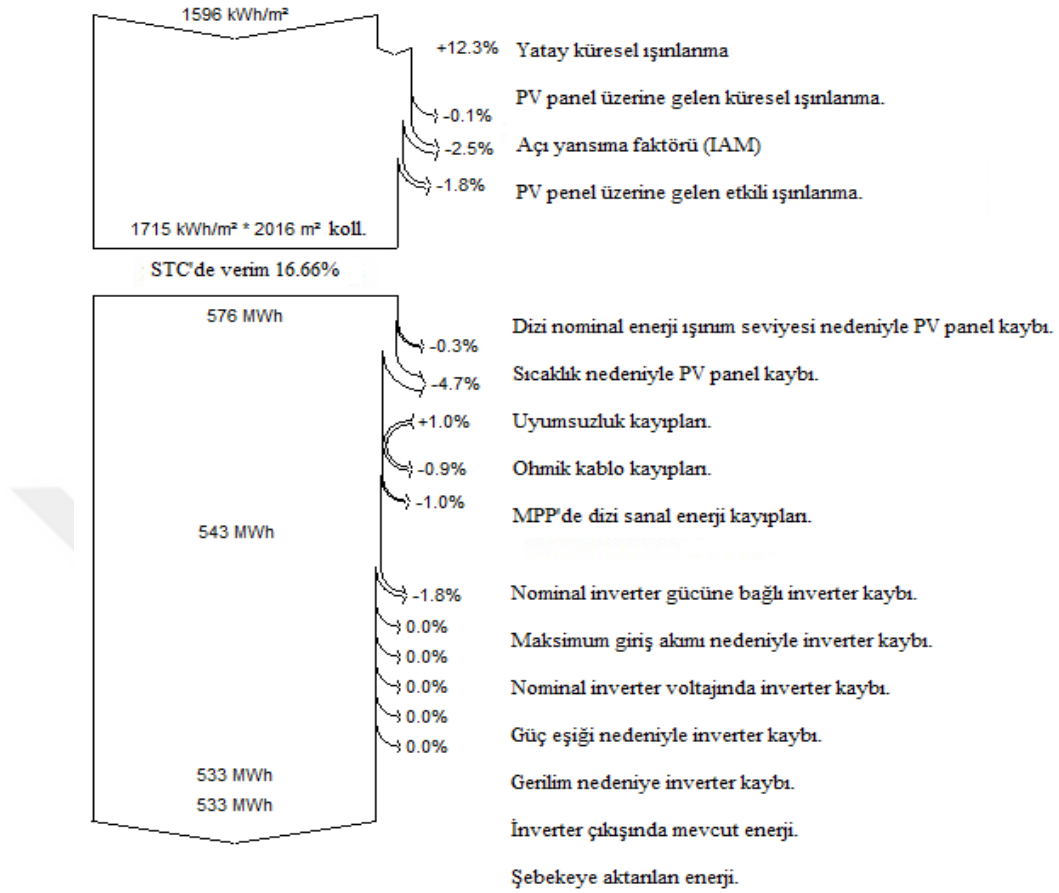 1596 kWh/m²
+12.3% Yatay küresel ışınlanma
PV panel üzerine gelen küresel ışınlanma.
-0.1%
-2.5% Açı yansıma faktörü (IAM)
-1.8% PV penel üzerine gelen etkili ışınlanma.
1715 kWh/m² * 2016 m² koll.
STC'de verim 16.66%
576 MWh
Dizi nominal enerji ışınım seviyesi nedeniyle PV panel kaybı.
-0.3%
Sıcaklık nedeniyle PV panel kaybı.
-4.7%
+1.0% Uyumsuzluk kayıpları.
-0.9% Ohmik kablo kayıpları.
-1.0%
MPP'de dizi sanal enerji kayıpları.
543 MWh
-1.8% Nominal inverter gücüne bağlı inverter kaybı.
0.0%
Maksimum giriş akımı nedeniyle inverter kaybı.
0.0%
0.0% Nominal inverter voltajında inverter kaybı.
0.0%
Güç eşiği nedeniyle inverter kaybı.
0.0%
533 MWh Gerilim nedeniye inverter kaybı.
533 MWh
İnverter çıkışında mevcut enerji.
Şebekeye aktarılan enerji.